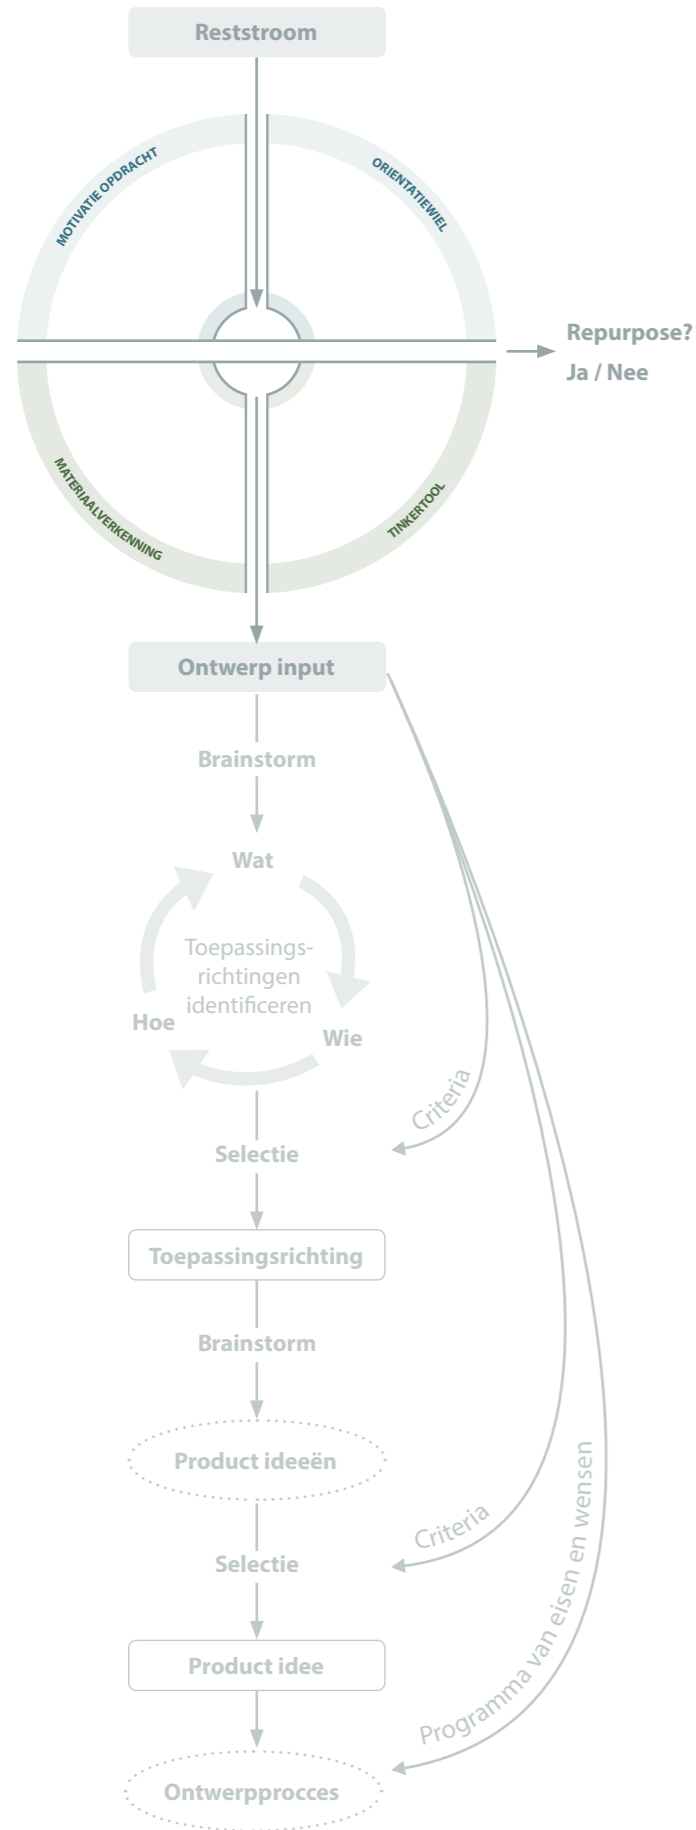 Reststroom
MOTIVATIE OPDRACHT
ORIENTATIEWIEL
Repurpose?
Ja / Nee
MATERIAALVERKENNING
TINKERTOOL
Ontwerp input
Brainstorm
Wat
Toepassings-
richtingen
identificeren
Hoe
Wie
Criteria
Selectie
Toepassingsrichting
Brainstorm
Product ideeën
Criteria
Selectie
Product idee
Programma van eisen en wensen
Ontwerpprocces